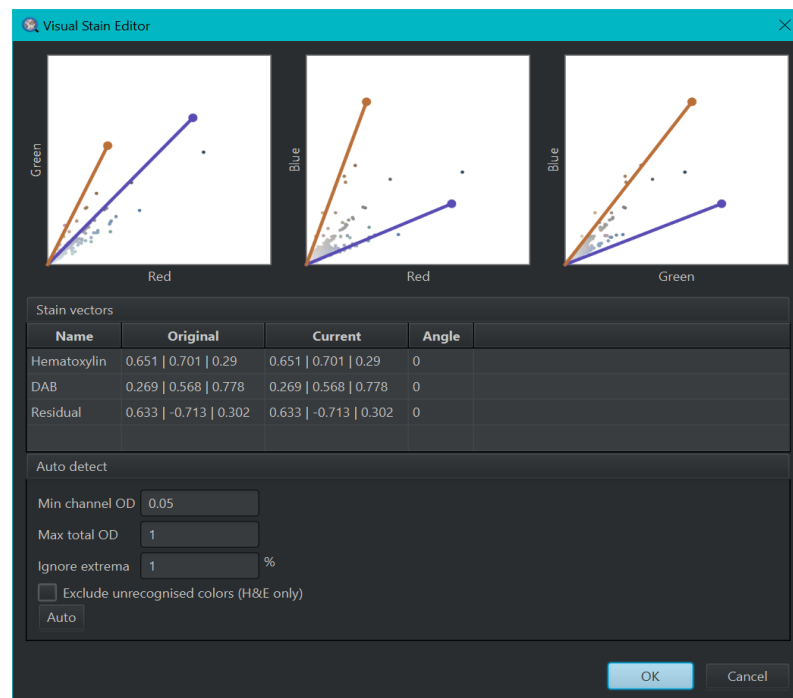 Visual Stain Editor
Green
Red
Blue
Red
Blue
Green
Stain vectors
Name Original Current Angle
Hematoxylin 0.651 | 0.701 | 0.29 0.651 | 0.701 | 0.29 0
DAB 0.269 | 0.568 | 0.778 0.269 | 0.568 | 0.778 0
Residual 0.633 | -0.713 | 0.302 0.633 | -0.713 | 0.302 0
Auto detect
Min channel OD 0.05
Max total OD 1
Ignore extrema 1 %
Exclude unrecognised colors (H&E only)
Auto
OK Cancel